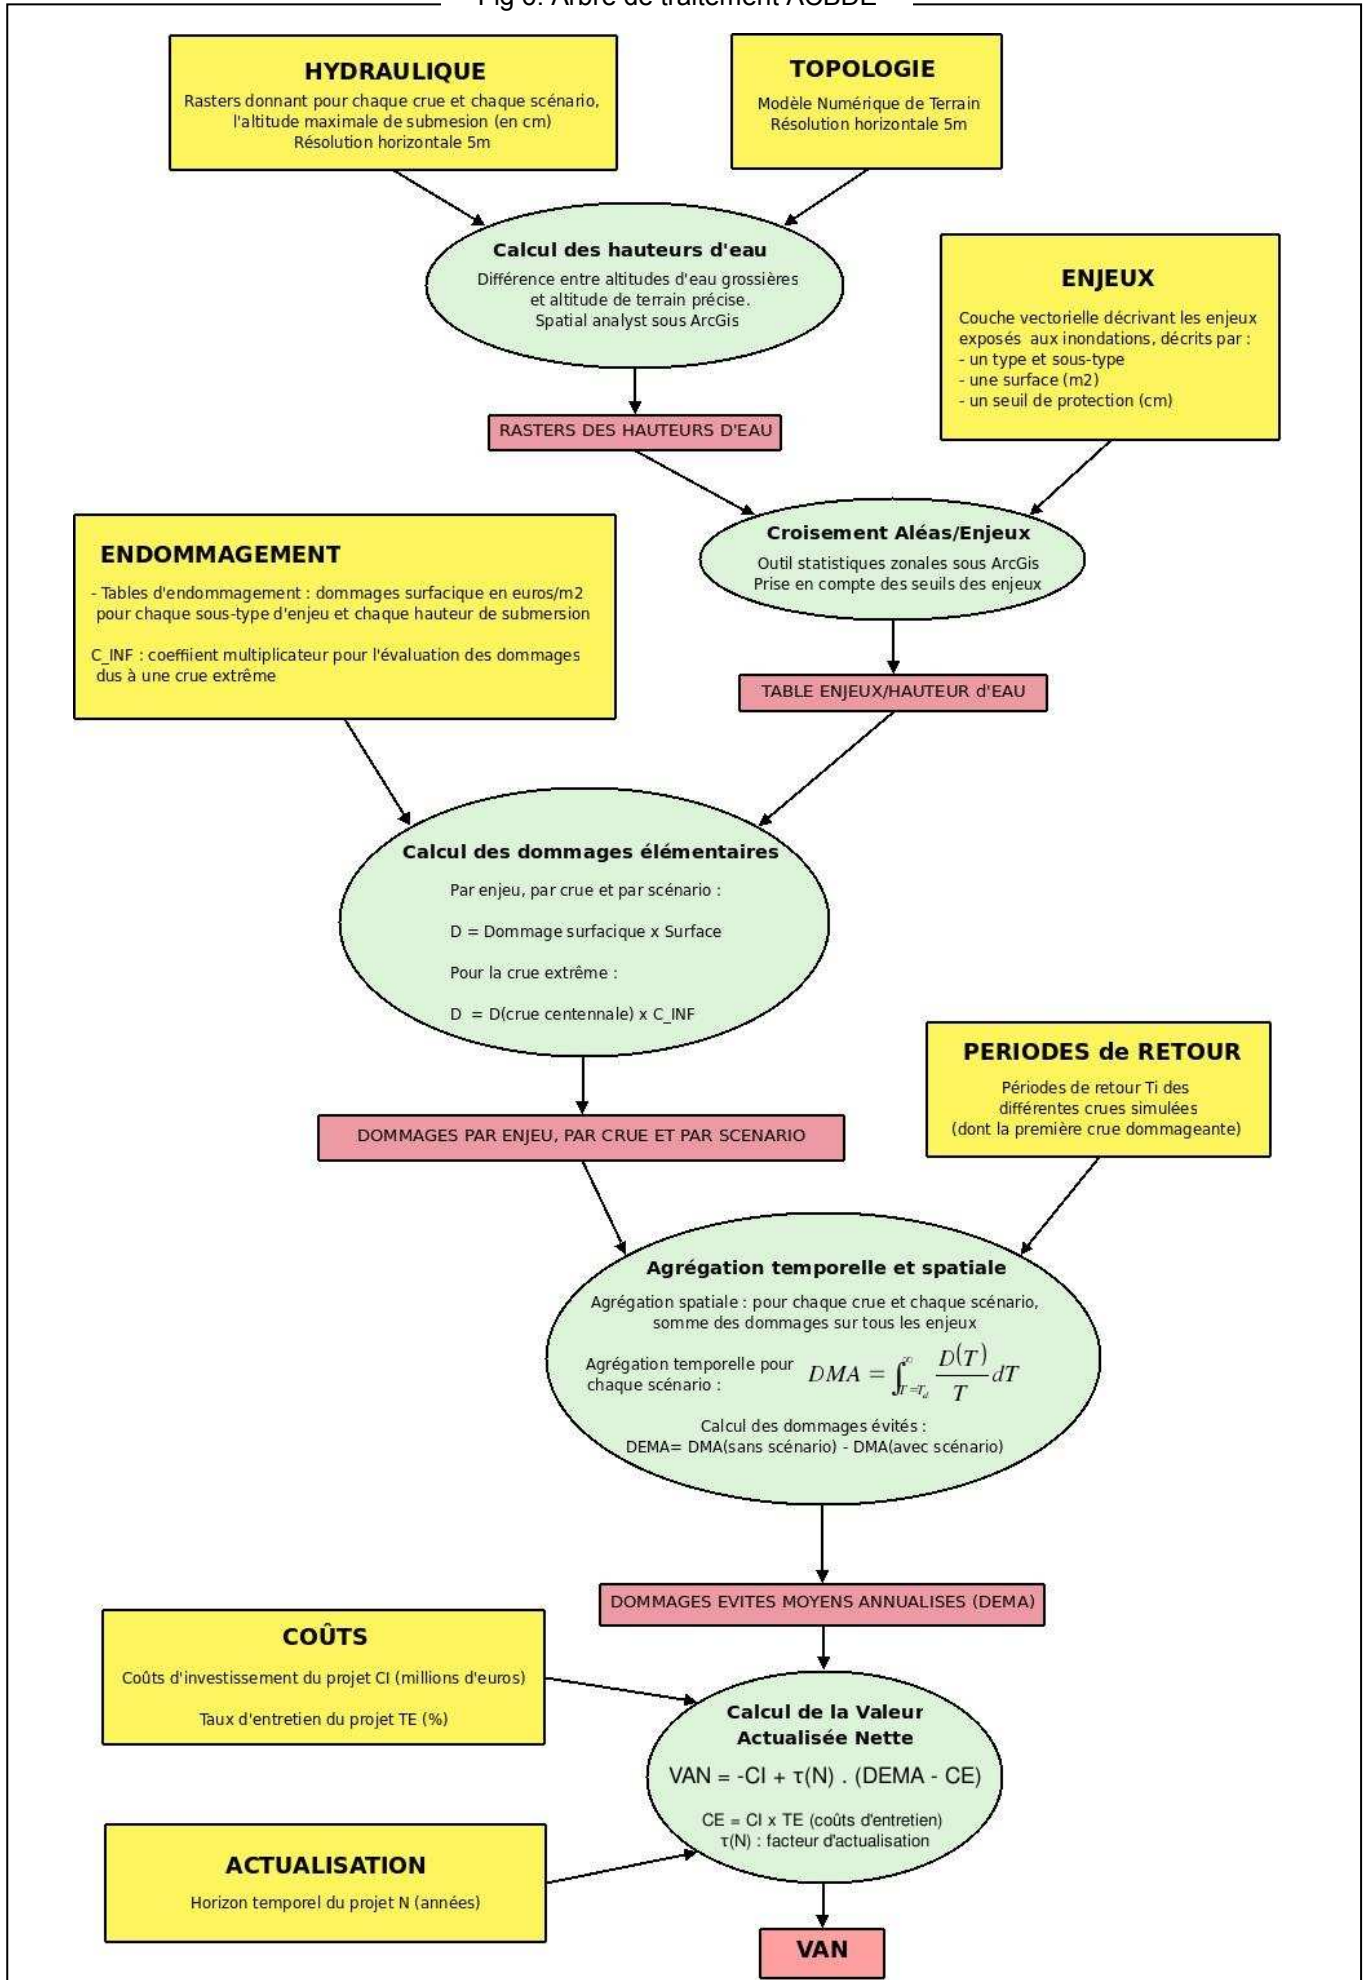 Fig 6: Arbre de traitement ACBDE
HYDRAULIQUE
Rasters donnant pour chaque crue et chaque scénario,
l'altitude maximale de submesion (en cm)
Résolution horizontale 5m
TOPOLOGIE
Modèle Numérique de Terrain
Résolution horizontale 5m
Calcul des hauteurs d'eau
Différence entre altitudes d'eau grossières
et altitude de terrain précise.
Spatial analyst sous ArcGis
ENJEUX
Couche vectorielle décrivant les enjeux
exposés aux inondations, décrits par :
- un type et sous-type
- une surface (m2)
- un seuil de protection (cm)
RASTERS DES HAUTEURS D'EAU
Croisement Aléas/Enjeux
Outil statistiques zonales sous ArcGis
Prise en compte des seuils des enjeux
ENDOMMAGEMENT
- Tables d'endommagement : dommages surfacique en euros/m2
pour chaque sous-type d'enjeu et chaque hauteur de submersion
C_INF : coeffiient multiplicateur pour l'évaluation des dommages
dus à une crue extrême
TABLE ENJEUX/HAUTEUR d'EAU
Calcul des dommages élémentaires
Par enjeu, par crue et par scénario :
D = Dommage surfacique x Surface
Pour la crue extrême :
D = D(crue centennale) x C_INF
PERIODES de RETOUR
Périodes de retour Ti des
différentes crues simulées
(dont la première crue dommageante)
DOMMAGES PAR ENJEU, PAR CRUE ET PAR SCENARIO
Agrégation temporelle et spatiale
Agrégation spatiale : pour chaque crue et chaque scénario,
somme des dommages sur tous les enjeux
Agrégation temporelle pour
chaque scénario :
DMA = ∫_{T=T_d}^{∞} D(T)/T dT
Calcul des dommages évités :
DEMA= DMA(sans scénario) - DMA(avec scénario)
DOMMAGES EVITES MOYENS ANNUALISES (DEMA)
COÛTS
Coûts d'investissement du projet CI (millions d'euros)
Taux d'entretien du projet TE (%)
Calcul de la Valeur
Actualisée Nette
VAN = -CI + τ(N) . (DEMA - CE)
CE = CI x TE (coûts d'entretien)
τ(N) : facteur d'actualisation
ACTUALISATION
Horizon temporel du projet N (années)
VAN